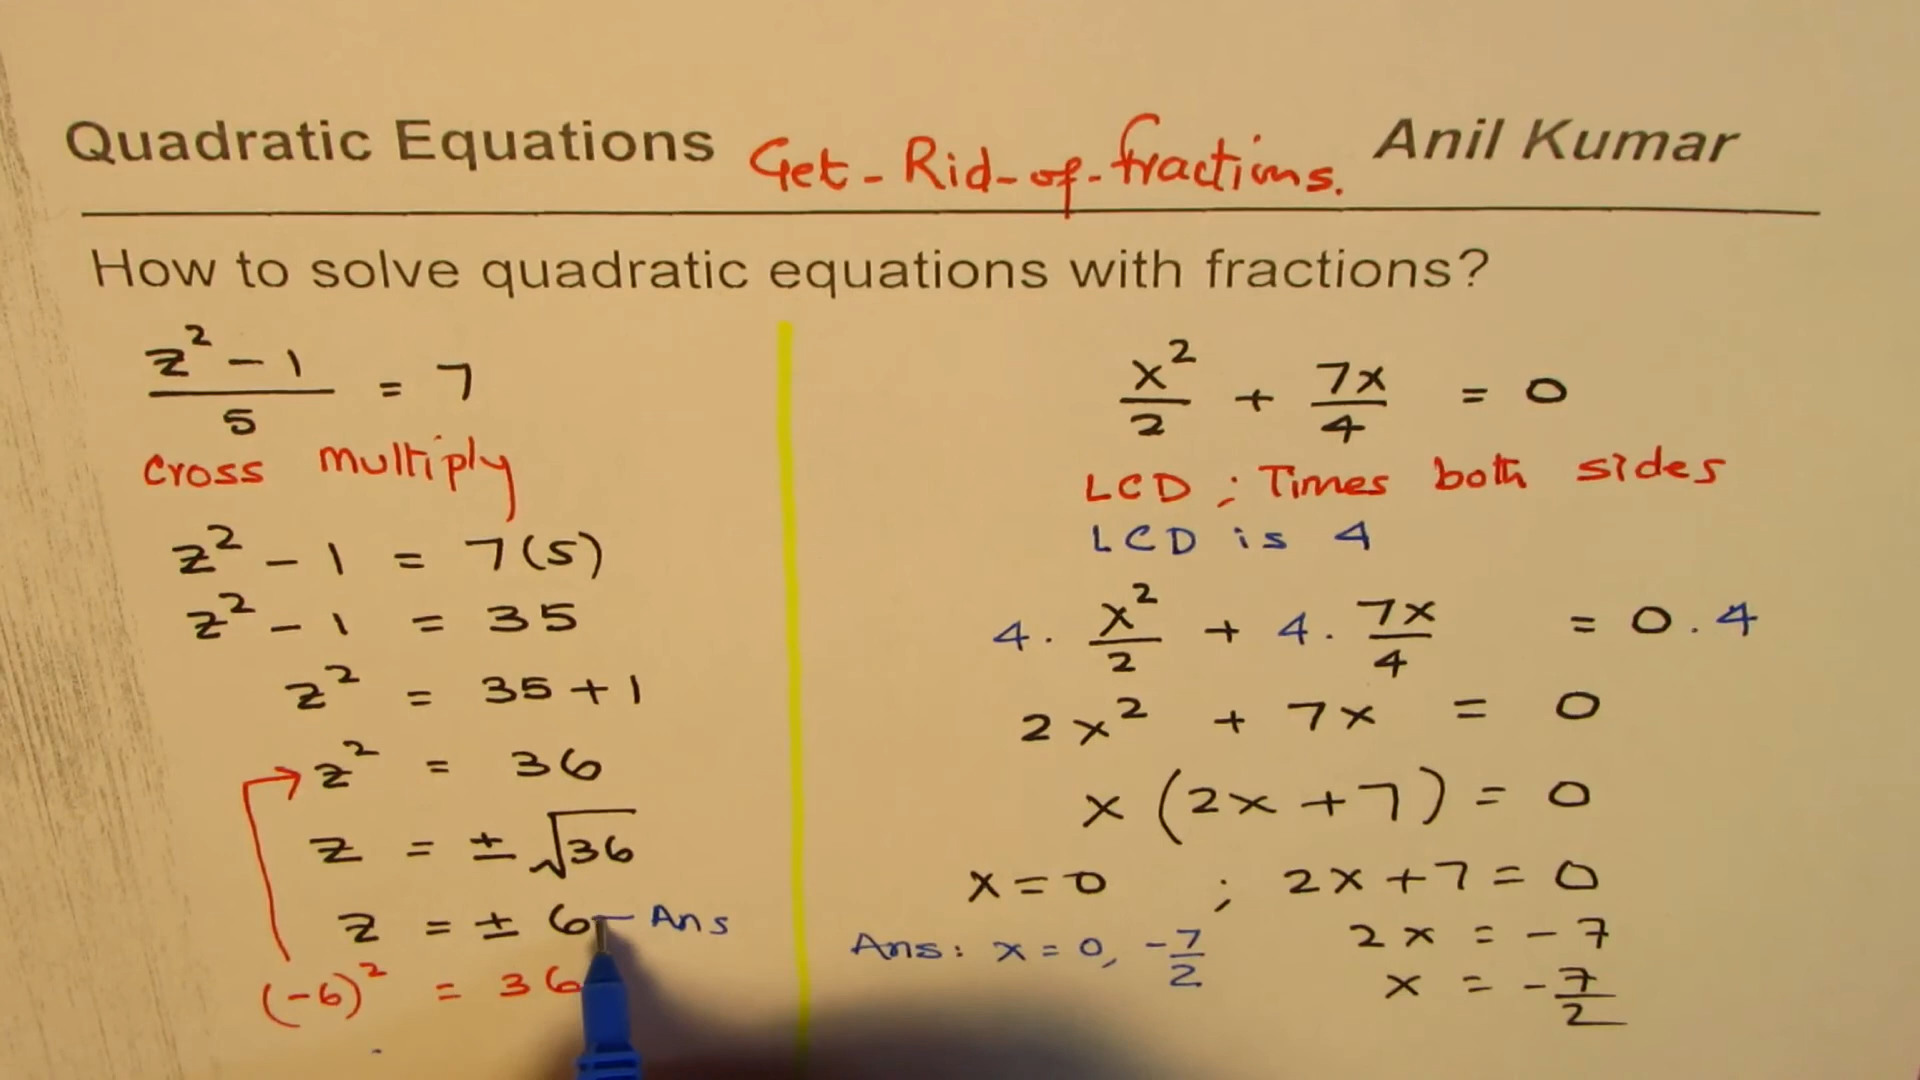 Quadratic Equations Get-Rid-of-fractions. Anil Kumar
How to solve quadratic equations with fractions?
z² - 1
5
= 7
Cross multiply
z² - 1 = 7(5)
z² - 1 = 35
z² = 35 + 1
z² = 36
z = ± √36
z = ± 6 - Ans
(-6)² = 36
x²/2 + 7x/4 = 0
LCD ; Times both sides
LCD is 4
4 · x²/2 + 4 · 7x/4 = 0 · 4
2x² + 7x = 0
x (2x + 7) = 0
x = 0 ; 2x + 7 = 0
2x = - 7
x = - 7/2
Ans: x = 0, -7/2